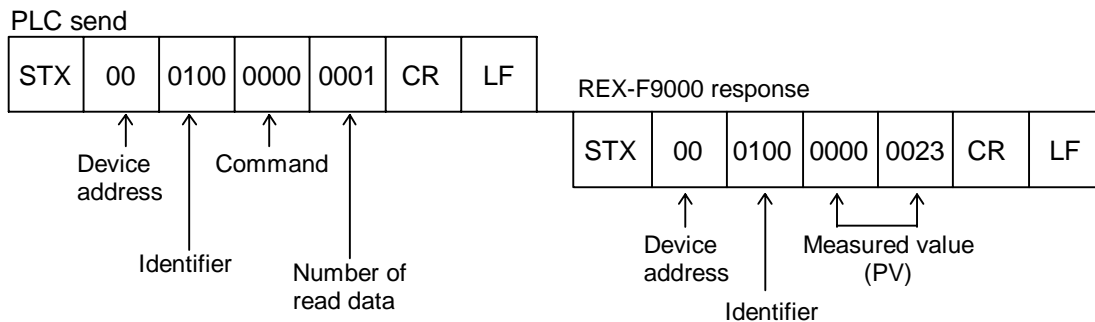 PLC send
STX 00 0100 0000 0001 CR LF
REX-F9000 response
Device address
Command
Identifier
Number of read data
STX 00 0100 0000 0023 CR LF
Device address
Measured value (PV)
Identifier